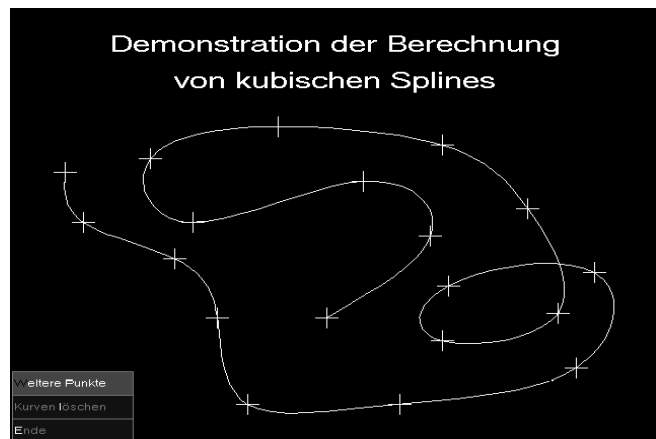 Demonstration der Berechnung
von kubischen Splines
Weitere Punkte
Kurven löschen
Ende